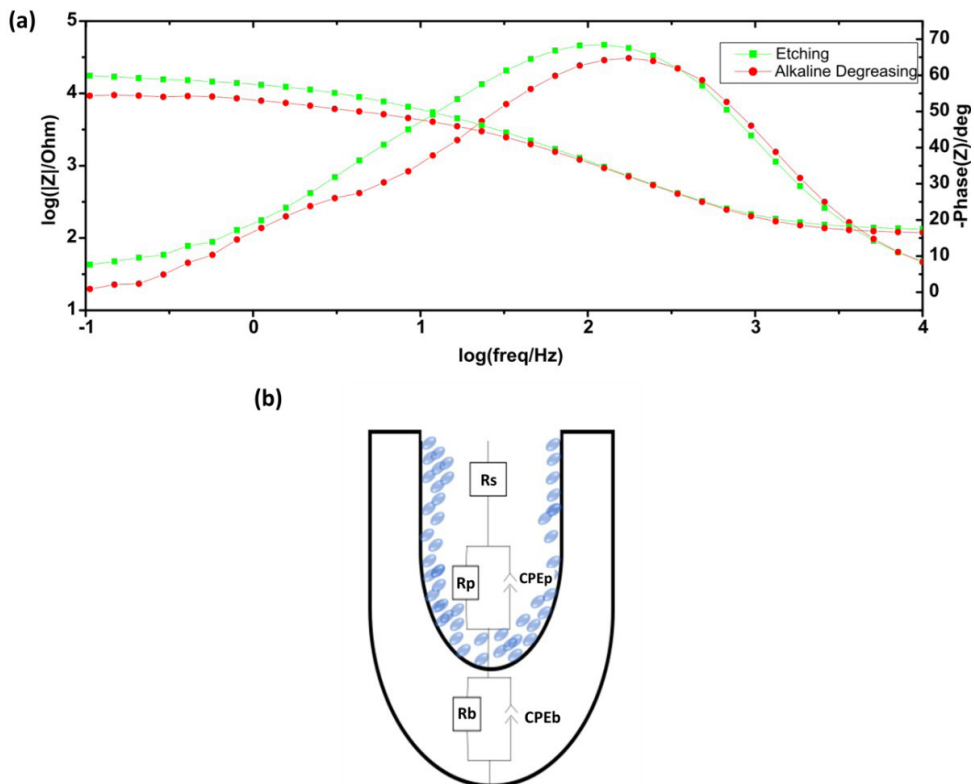 (a)
5
4
3
2
1
log(|Z|/Ohm)
70
60
50
40
30
20
10
0
-Phase(Z)/deg
Etching
Alkaline Degreasing
-1 0 1 2 3 4
log(freq/Hz)
(b)
Rs
Rp CPEp
Rb CPEb